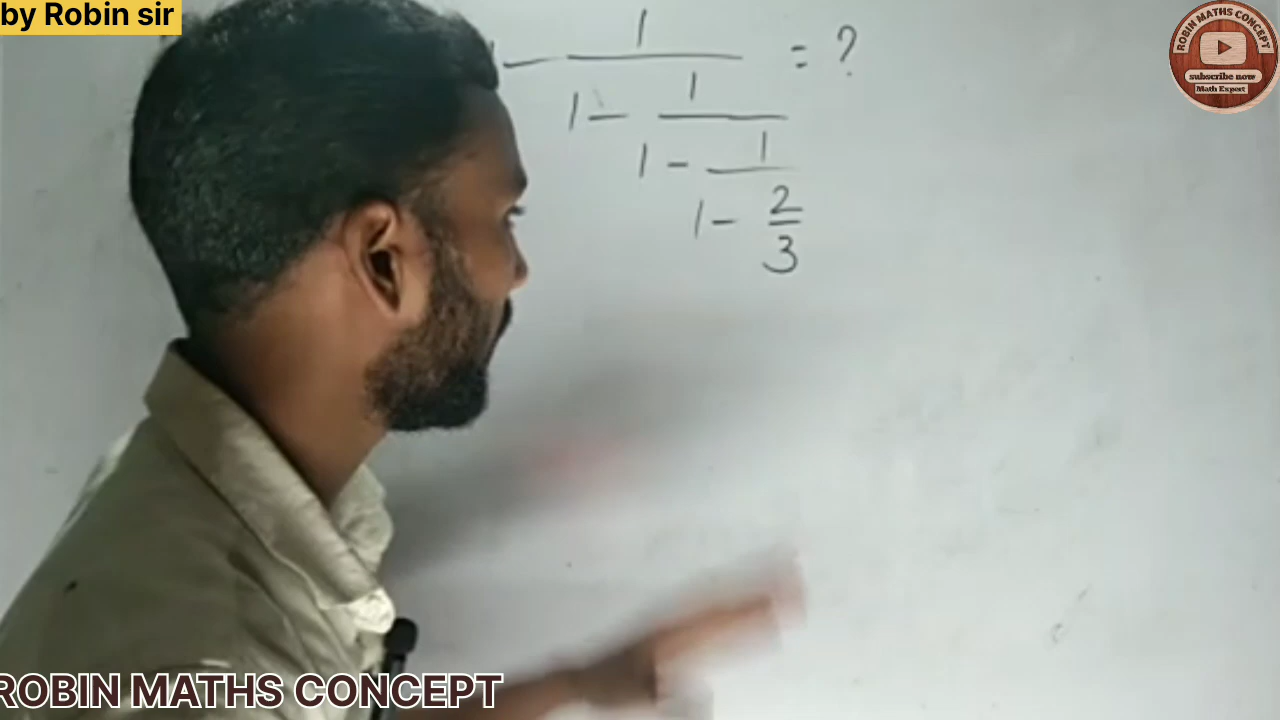 by Robin sir
ROBIN MATHS CONCEPT
subscribe now
Math Expert
— 1 = ?
1 - 1
1 - 1
1 - 2
3
ROBIN MATHS CONCEPT